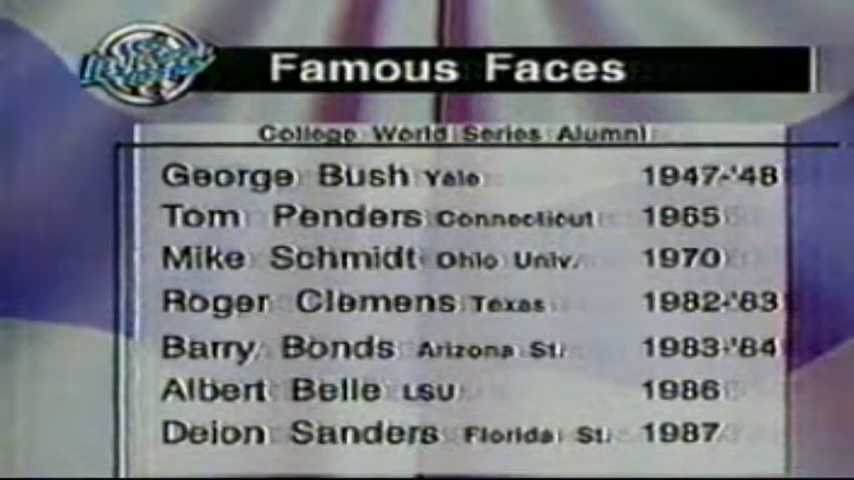 Famous Faces
College World Series Alumni
George Bush Yale 1947-'48
Tom Penders Connecticut 1965
Mike Schmidt Ohio Univ. 1970
Roger Clemens Texas 1982-'83
Barry Bonds Arizona St. 1983-'84
Albert Belle LSU 1986
Deion Sanders Florida St. 1987